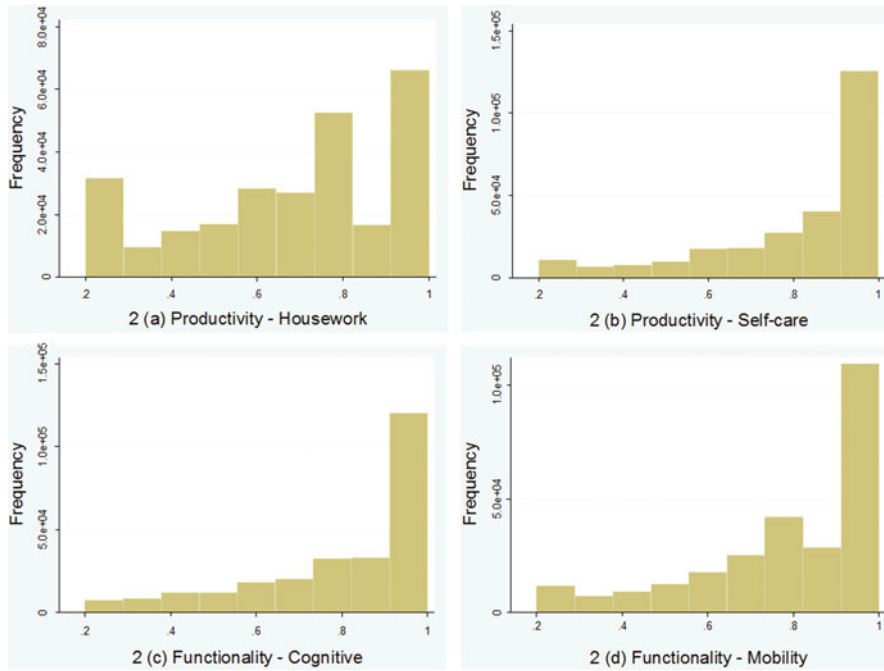 Frequency
8.0e+04
6.0e+04
4.0e+04
2.0e+04
0
.2 .4 .6 .8 1
2 (a) Productivity - Housework
Frequency
1.5e+05
1.0e+05
5.0e+04
0
.2 .4 .6 .8 1
2 (b) Productivity - Self-care
Frequency
1.5e+05
1.0e+05
5.0e+04
0
.2 .4 .6 .8 1
2 (c) Functionality - Cognitive
Frequency
1.0e+05
5.0e+04
0
.2 .4 .6 .8 1
2 (d) Functionality - Mobility